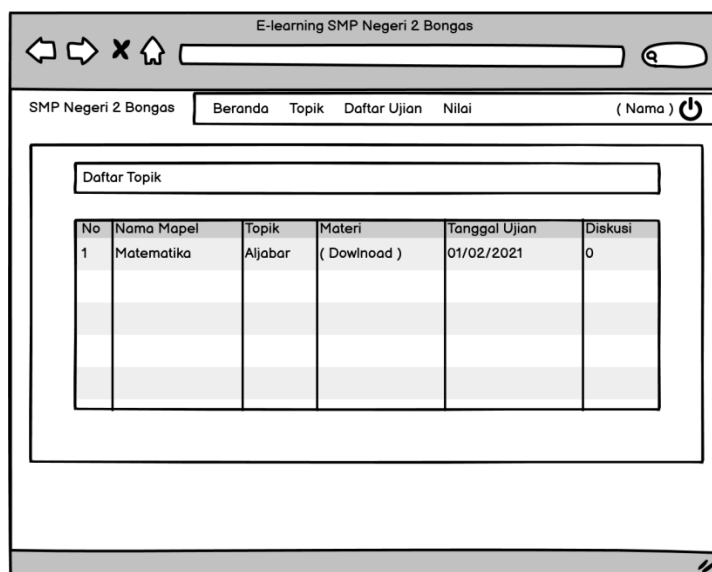 E-learning SMP Negeri 2 Bongas
SMP Negeri 2 Bongas Beranda Topik Daftar Ujian Nilai ( Nama )
Daftar Topik
No Nama Mapel Topik Materi Tanggal Ujian Diskusi
1 Matematika Aljabar ( Dowlnoad ) 01/02/2021 0